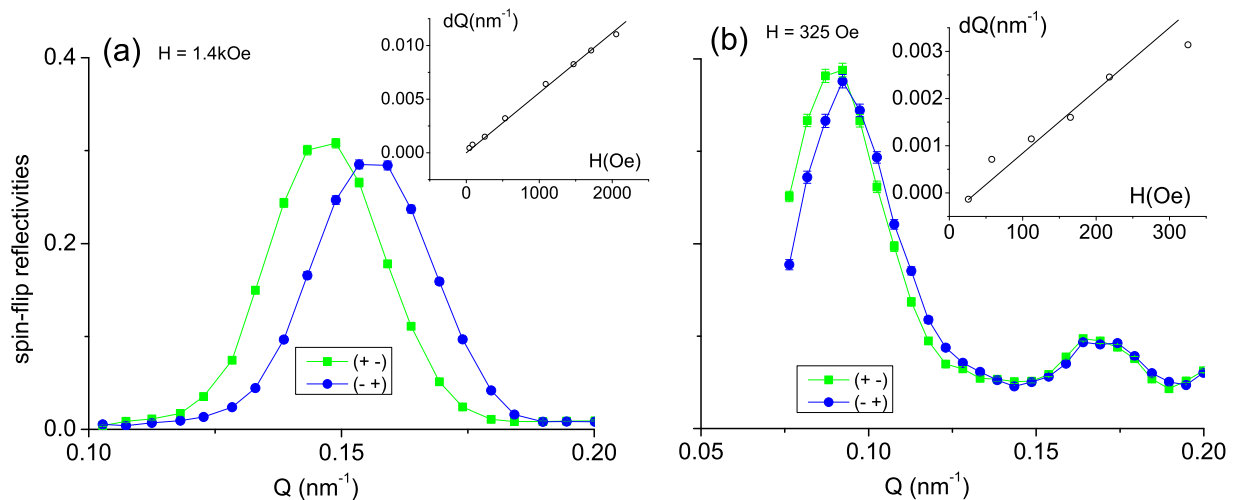 (a) H = 1.4kOe
dQ(nm⁻¹)
0.010
0.005
0.000
0 1000 2000
H(Oe)
0.4
0.2
0.0
spin-flip reflectivities
(+ -)
(- +)
0.10 0.15 0.20
Q (nm⁻¹)
(b) H = 325 Oe
dQ(nm⁻¹)
0.003
0.002
0.001
0.000
0 100 200 300
H(Oe)
(+ -)
(- +)
0.05 0.10 0.15 0.20
Q (nm⁻¹)